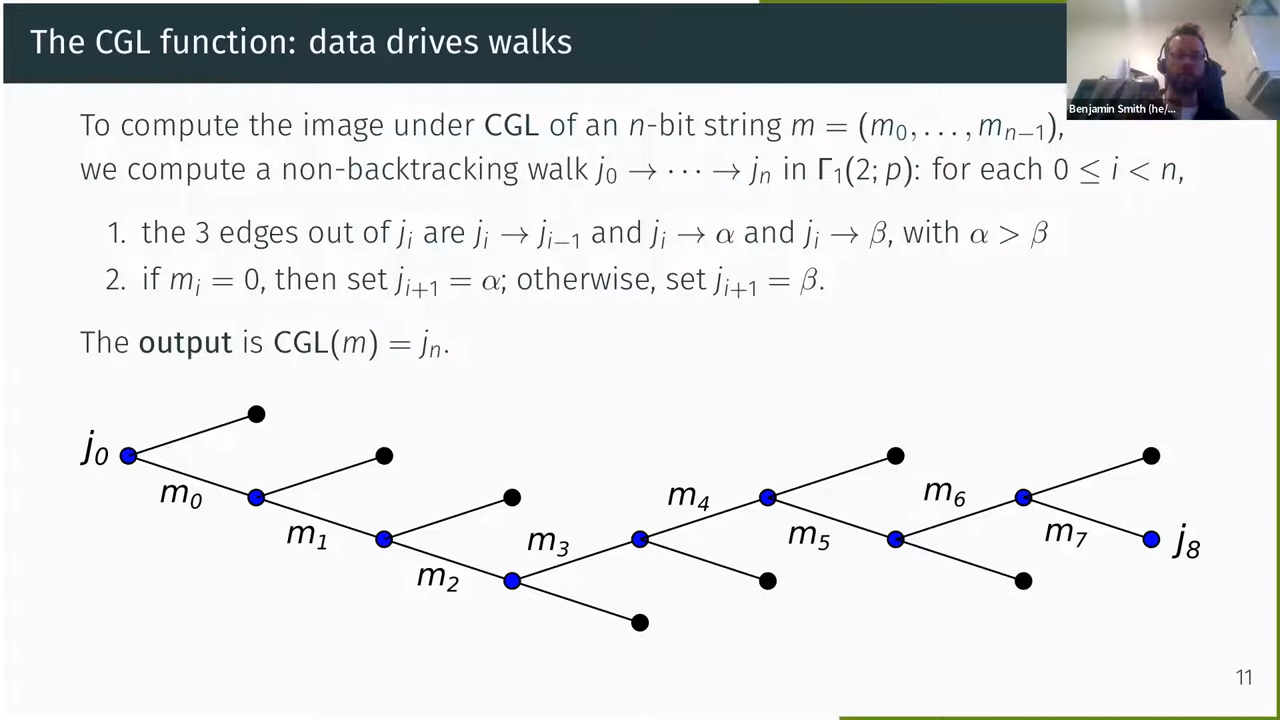 The CGL function: data drives walks
Benjamin Smith (he/...
To compute the image under CGL of an n-bit string m = (m₀, . . . , mₙ₋₁),
we compute a non-backtracking walk j₀ → ⋯ → jₙ in Γ₁(2; p): for each 0 ≤ i < n,
1. the 3 edges out of jᵢ are jᵢ → jᵢ₋₁ and jᵢ → α and jᵢ → β, with α > β
2. if mᵢ = 0, then set jᵢ₊₁ = α; otherwise, set jᵢ₊₁ = β.
The output is CGL(m) = jₙ.
j₀
m₀
m₁
m₂
m₃
m₄
m₅
m₆
m₇
j₈
11